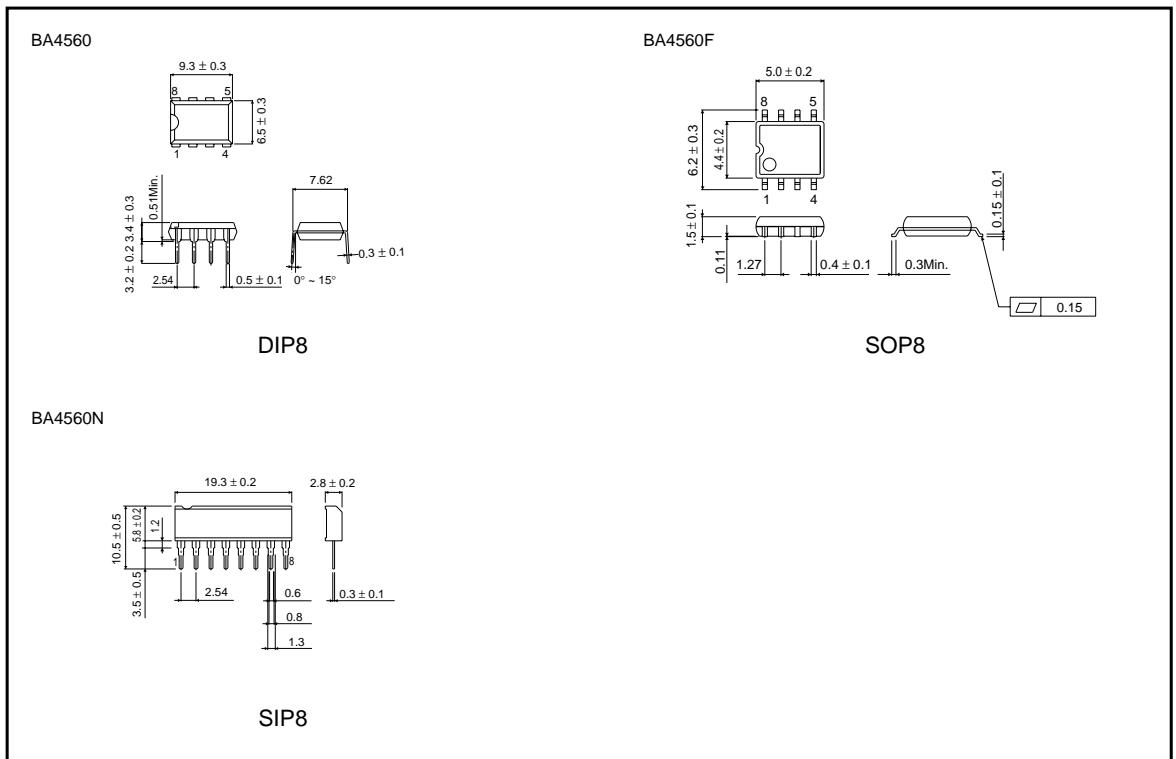 BA4560
9.3 ± 0.3
8 5
6.5 ± 0.3
1 4
0.51Min.
3.2 ± 0.2 3.4 ± 0.3
7.62
0.3 ± 0.1
2.54
0.5 ± 0.1
0° ~ 15°
DIP8
BA4560F
5.0 ± 0.2
8 5
6.2 ± 0.3
4.4 ± 0.2
1 4
1.5 ± 0.1
0.11
1.27
0.4 ± 0.1
0.3Min.
0.15 ± 0.1
0.15
SOP8
BA4560N
19.3 ± 0.2
2.8 ± 0.2
10.5 ± 0.5
5.8 ± 0.2
1.2
3.5 ± 0.5
1 8
2.54
0.6
0.8
1.3
0.3 ± 0.1
SIP8